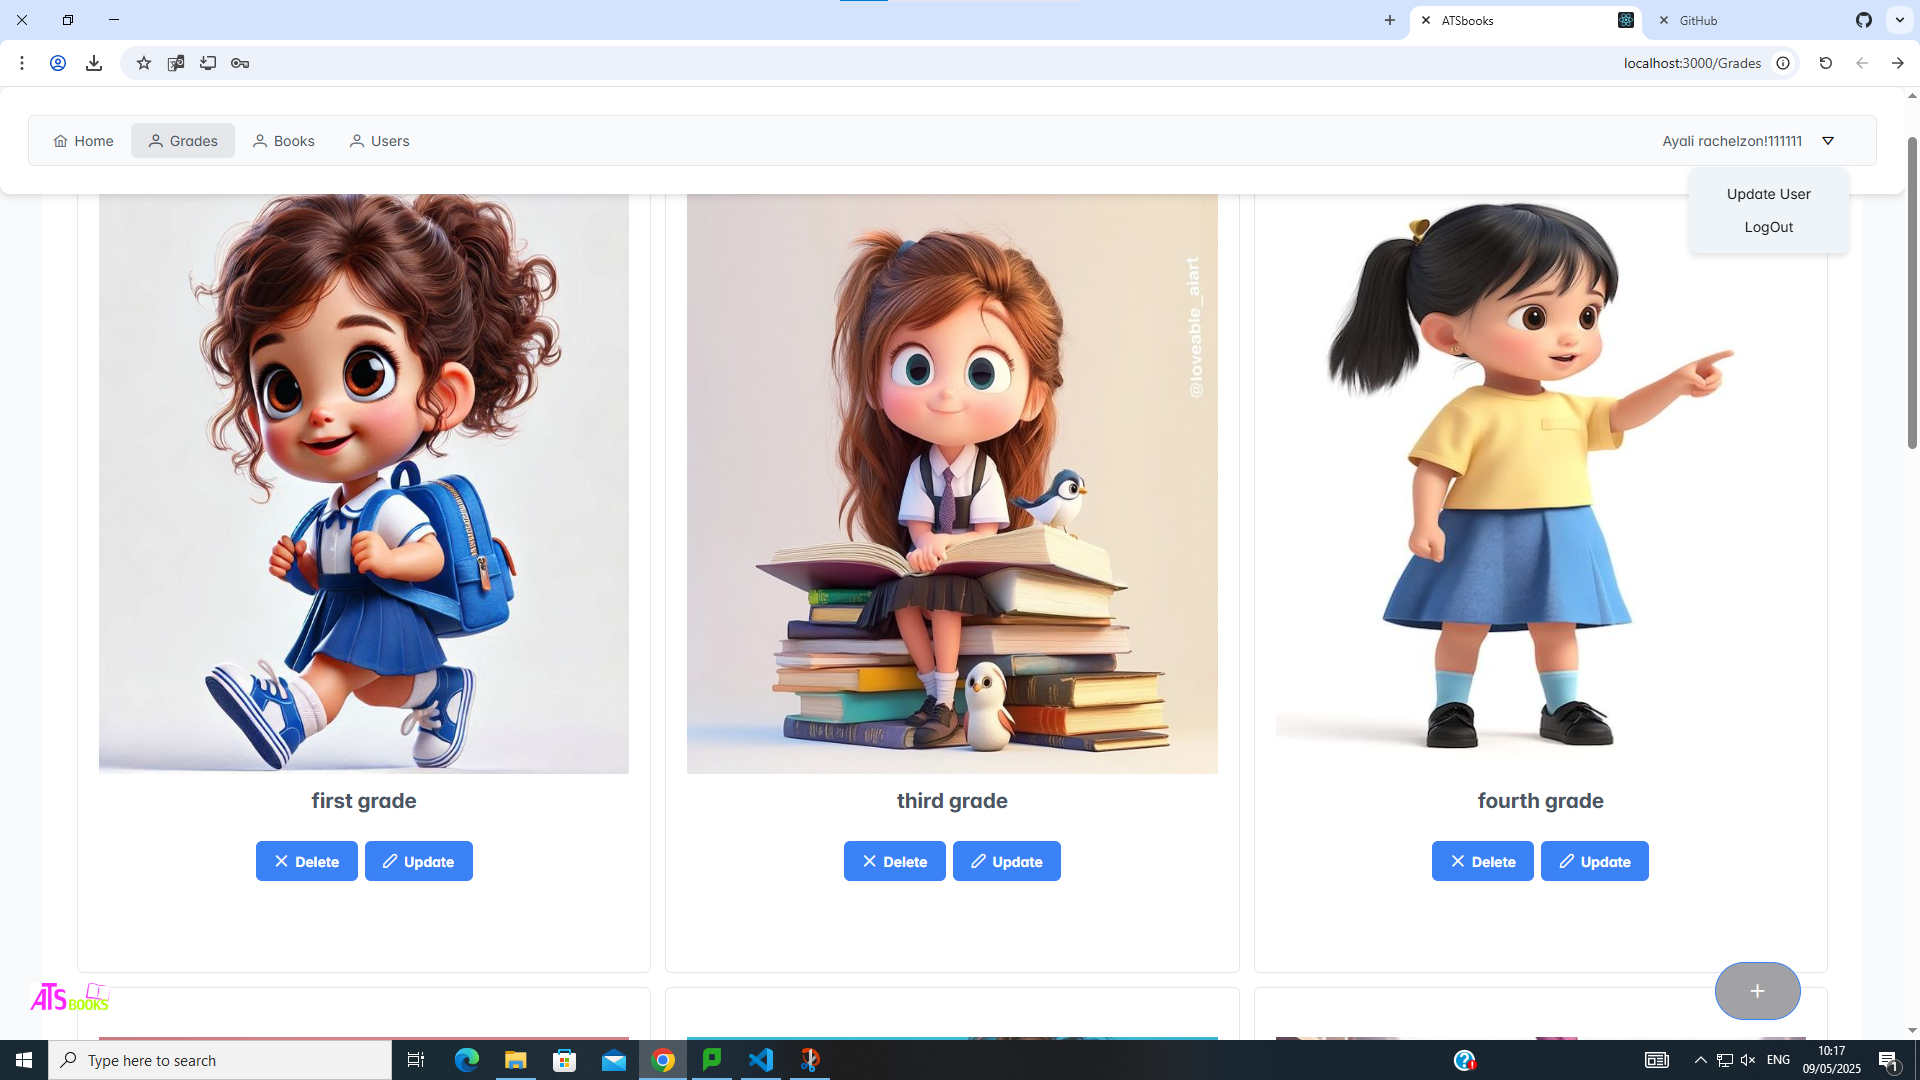 ATSbooks
GitHub
localhost:3000/Grades
Home
Grades
Books
Users
Ayali rachelzon!111111
Update User
LogOut
@loveable_aiart
first grade
third grade
fourth grade
Delete
Update
Delete
Update
Delete
Update
ATS BOOKS
+
Type here to search
ENG
10:17
09/05/2025
1